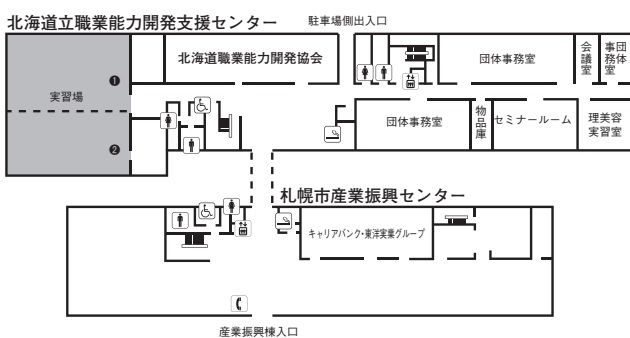 北海道立職業能力開発支援センター
駐車場側出入口
実習場
❶
❷
北海道職業能力開発協会
団体事務室
会議室
団体
事務室
団体事務室
物品庫
セミナールーム
理美容
実習室
札幌市産業振興センター
キャリアバンク・東洋実業グループ
産業振興棟入口